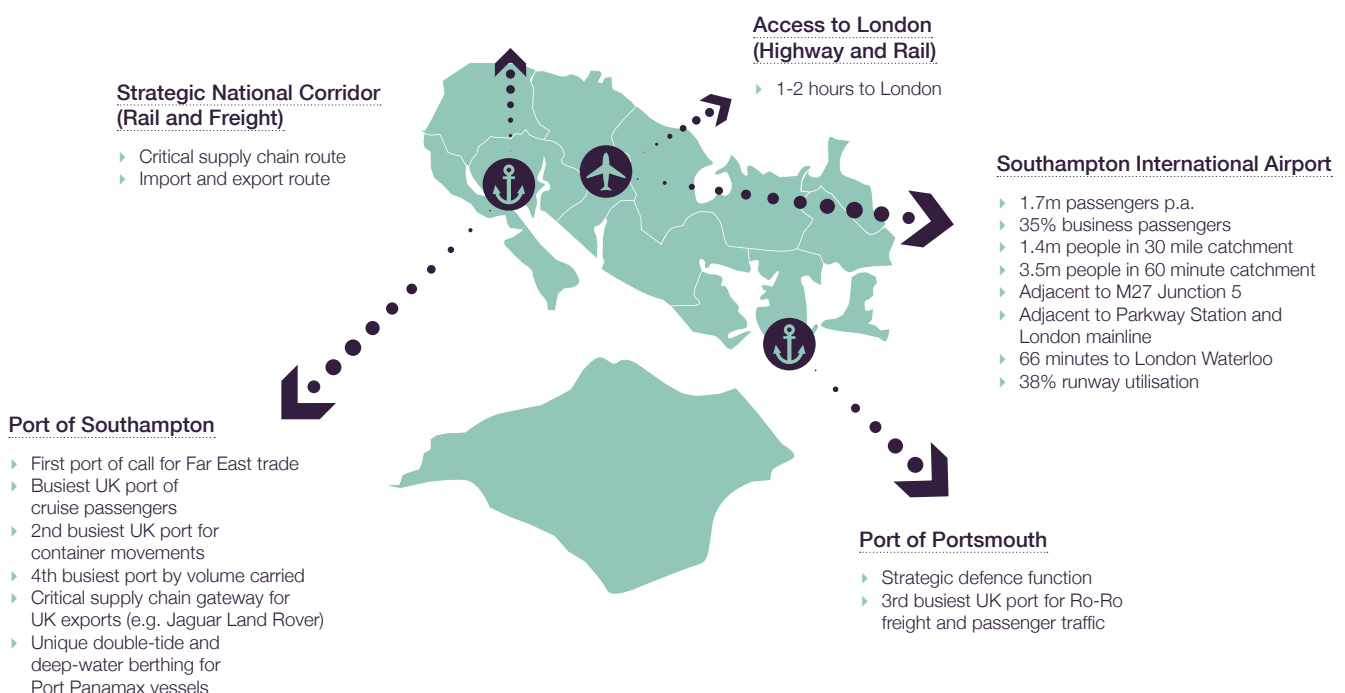 Access to London
(Highway and Rail)
1-2 hours to London
Strategic National Corridor
(Rail and Freight)
Critical supply chain route
Import and export route
Southampton International Airport
1.7m passengers p.a.
35% business passengers
1.4m people in 30 mile catchment
3.5m people in 60 minute catchment
Adjacent to M27 Junction 5
Adjacent to Parkway Station and
London mainline
66 minutes to London Waterloo
38% runway utilisation
Port of Southampton
First port of call for Far East trade
Busiest UK port of
cruise passengers
2nd busiest UK port for
container movements
4th busiest port by volume carried
Critical supply chain gateway for
UK exports (e.g. Jaguar Land Rover)
Unique double-tide and
deep-water berthing for
Port Panamax vessels
Port of Portsmouth
Strategic defence function
3rd busiest UK port for Ro-Ro
freight and passenger traffic